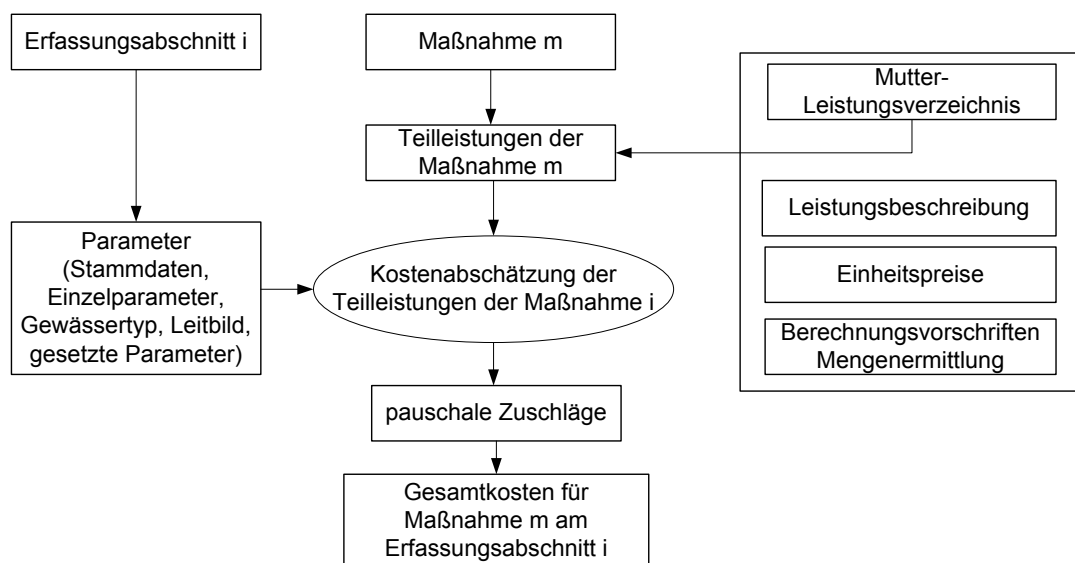 Erfassungsabschnitt i
Maßnahme m
Mutter-
Leistungsverzeichnis
Teilleistungen der
Maßnahme m
Leistungsbeschreibung
Parameter
(Stammdaten,
Einzelparameter,
Gewässertyp, Leitbild,
gesetzte Parameter)
Kostenabschätzung der
Teilleistungen der Maßnahme i
Einheitspreise
Berechnungsvorschriften
Mengenermittlung
pauschale Zuschläge
Gesamtkosten für
Maßnahme m am
Erfassungsabschnitt i